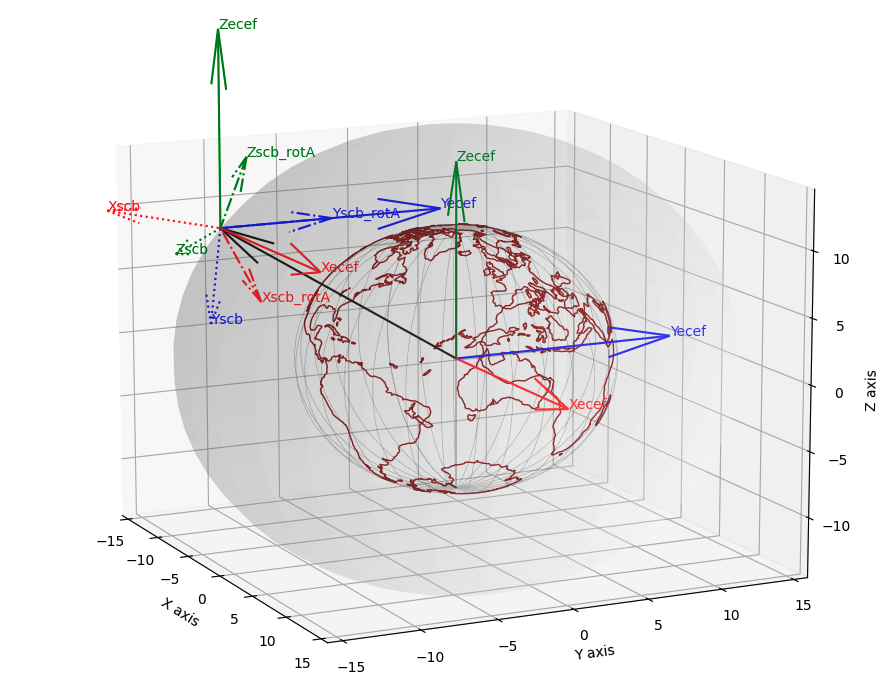 Zecef
Zscb_rotA
Zecef
Xscb
Yscb_rotA
Yecef
Zscb
Xecef
Xscb_rotA
Yscb
Yecef
Xecef
10
5
0
−5
−10
Z axis
−15
−10
−5
0
5
10
15
X axis
−15
−10
−5
0
5
10
15
Y axis